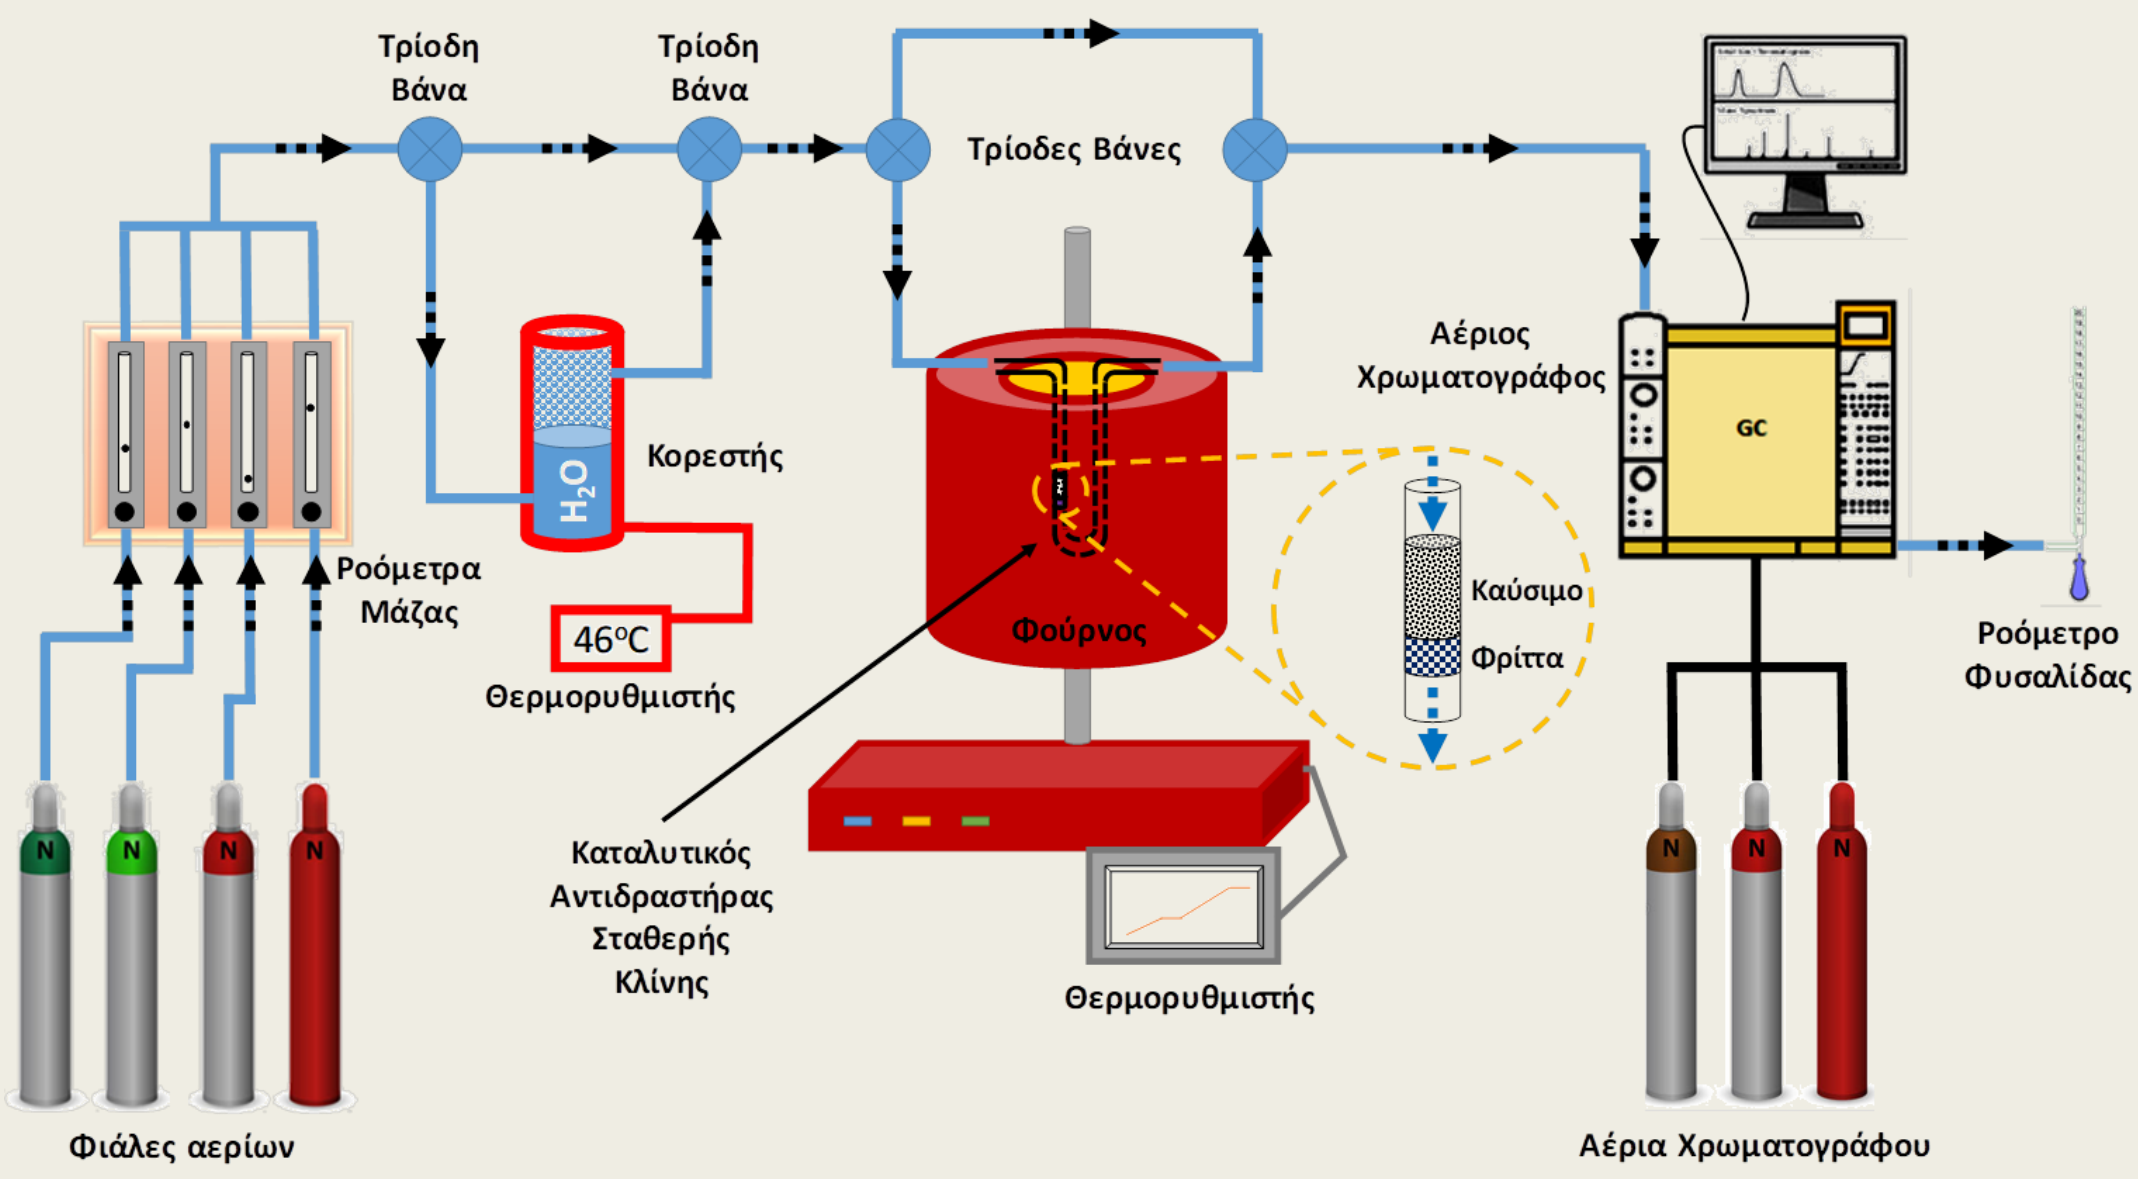 Τρίοδη
Βάνα
Τρίοδη
Βάνα
Τρίοδες Βάνες
Αέριος
Χρωματογράφος
GC
H₂O
Κορεστής
Ροόμετρα
Μάζας
46°C
Θερμορυθμιστής
Φούρνος
Καύσιμο
Φρίττα
Ροόμετρο
Φυσαλίδας
Καταλυτικός
Αντιδραστήρας
Σταθερής
Κλίνης
Θερμορυθμιστής
N
N
N
N
N
N
N
Φιάλες αερίων
Αέρια Χρωματογράφου